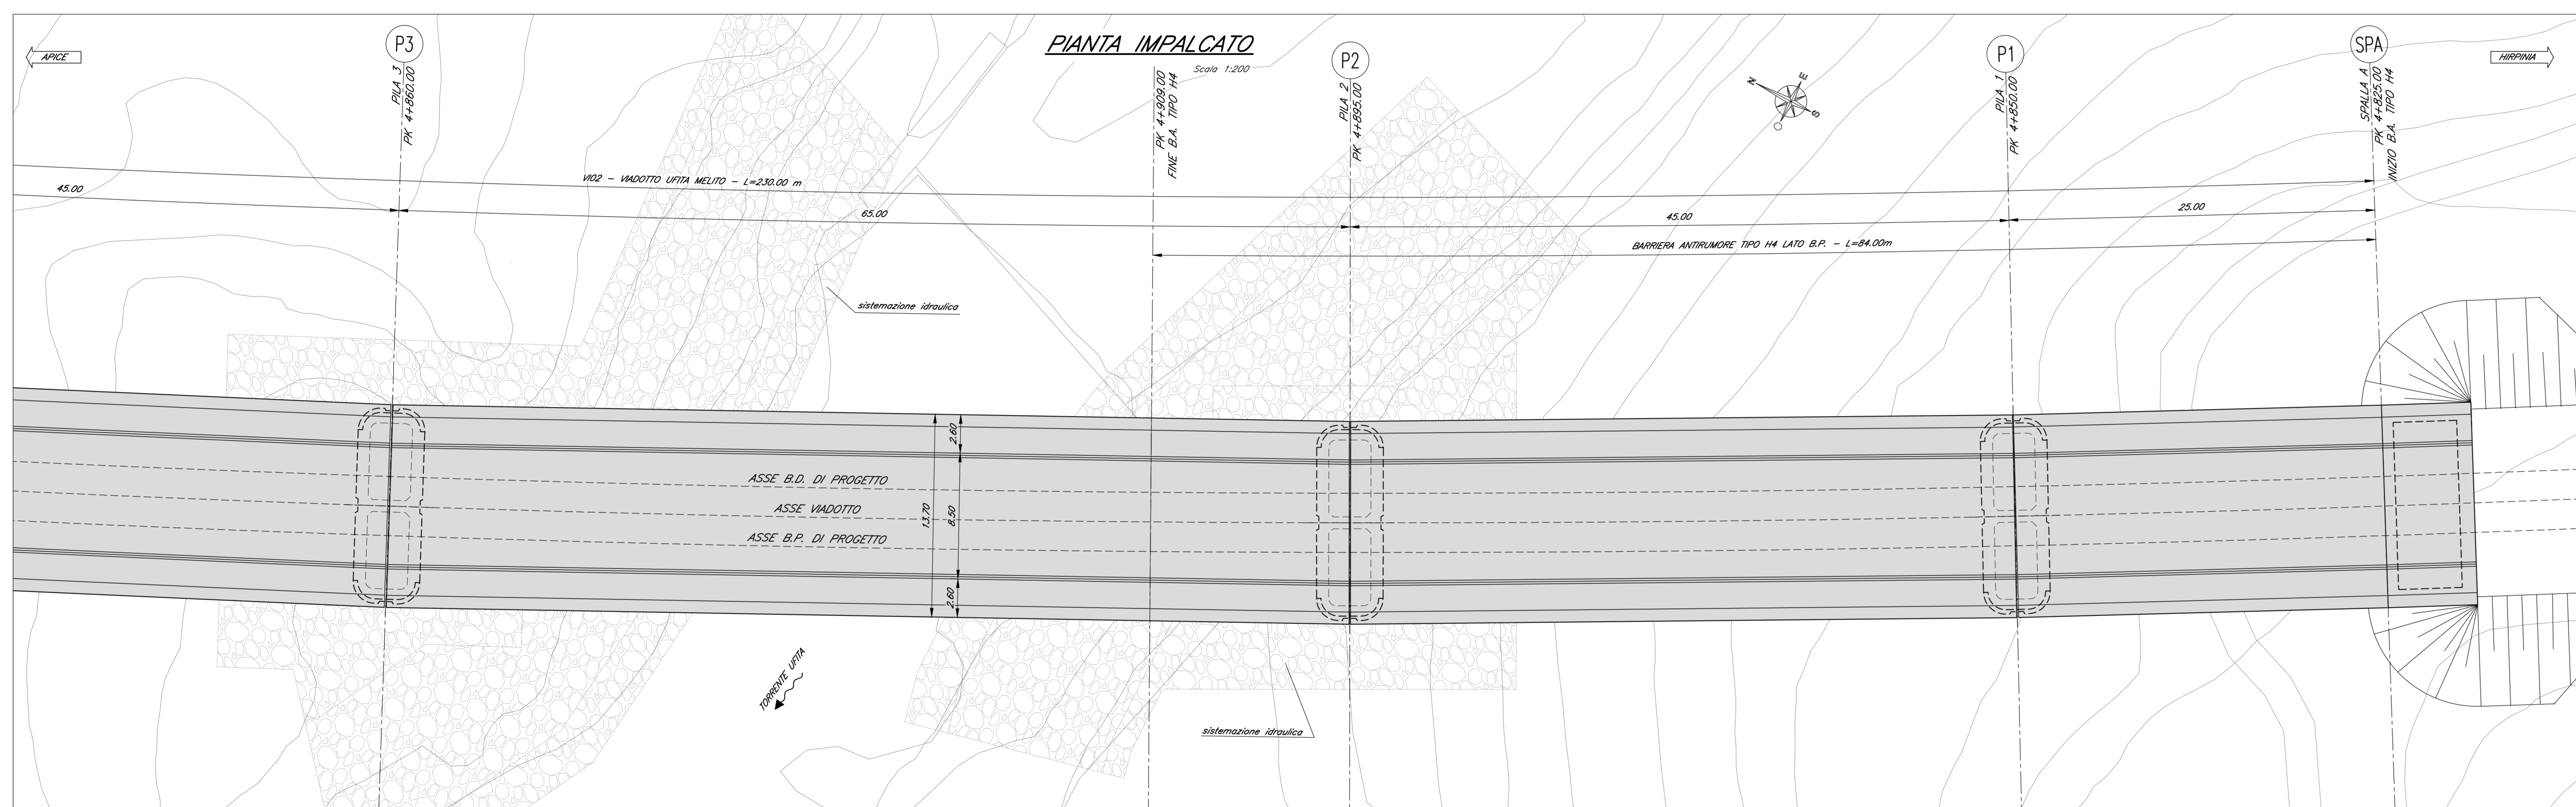 PIANTA IMPALCATO
Scala 1:200
APICE
HIRPINIA
P3
PILA 3
PK 4+860.00
PK 4+909.00
FINE B.A. TIPO H4
P2
PILA 2
PK 4+895.00
N
E
S
O
P1
PILA 1
PK 4+850.00
SPA
SPALLA A
PK 4+825.00
INIZIO B.A. TIPO H4
VI02 - VIADOTTO UFITA MELITO - L=230.00 m
45.00
65.00
45.00
25.00
BARRIERA ANTIRUMORE TIPO H4 LATO B.P. - L=84.00m
sistemazione idraulica
2.60
13.70
8.50
2.60
ASSE B.D. DI PROGETTO
ASSE VIADOTTO
ASSE B.P. DI PROGETTO
TORRENTE UFITA
sistemazione idraulica